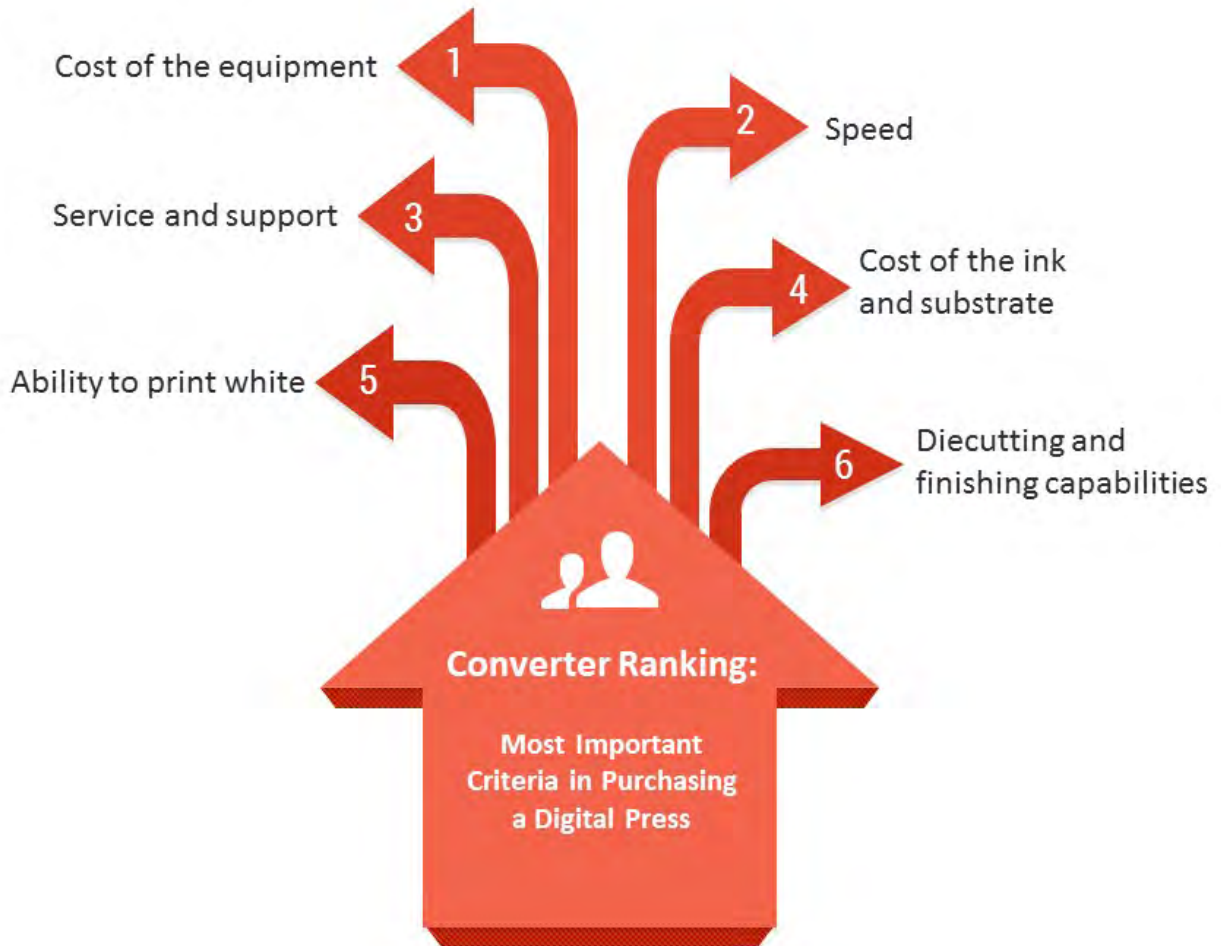 1
Cost of the equipment
2
Speed
3
Service and support
4
Cost of the ink
and substrate
5
Ability to print white
6
Diecutting and
finishing capabilities
Converter Ranking:
Most Important
Criteria in Purchasing
a Digital Press